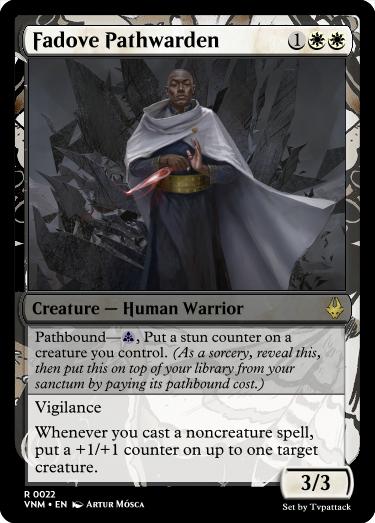 Fadove Pathwarden 1
Creature — Human Warrior
Pathbound—, Put a stun counter on a
creature you control. (As a sorcery, reveal this,
then put this on top of your library from your
sanctum by paying its pathbound cost.)
Vigilance
Whenever you cast a noncreature spell,
put a +1/+1 counter on up to one target
creature.
3/3
R 0022
VNM • EN Artur Mósca
Set by Tvpattack